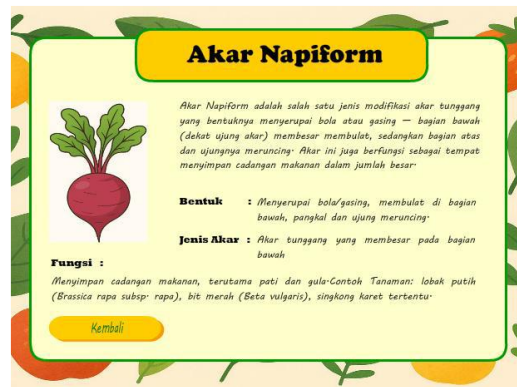 Akar Napiform
Akar Napiform adalah salah satu jenis modifikasi akar tunggang
yang bentuknya menyerupai bola atau gasing — bagian bawah
(dekat ujung akar) membesar membulat, sedangkan bagian atas
dan ujungnya meruncing. Akar ini juga berfungsi sebagai tempat
menyimpan cadangan makanan dalam jumlah besar.
Bentuk : Menyerupai bola/gasing, membulat di bagian
bawah, pangkal dan ujung meruncing.
Jenis Akar : Akar tunggang yang membesar pada bagian
bawah
Fungsi :
Menyimpan cadangan makanan, terutama pati dan gula.Contoh Tanaman: lobak putih
(Brassica rapa subsp. rapa), bit merah (Beta vulgaris), singkong karet tertentu.
Kembali